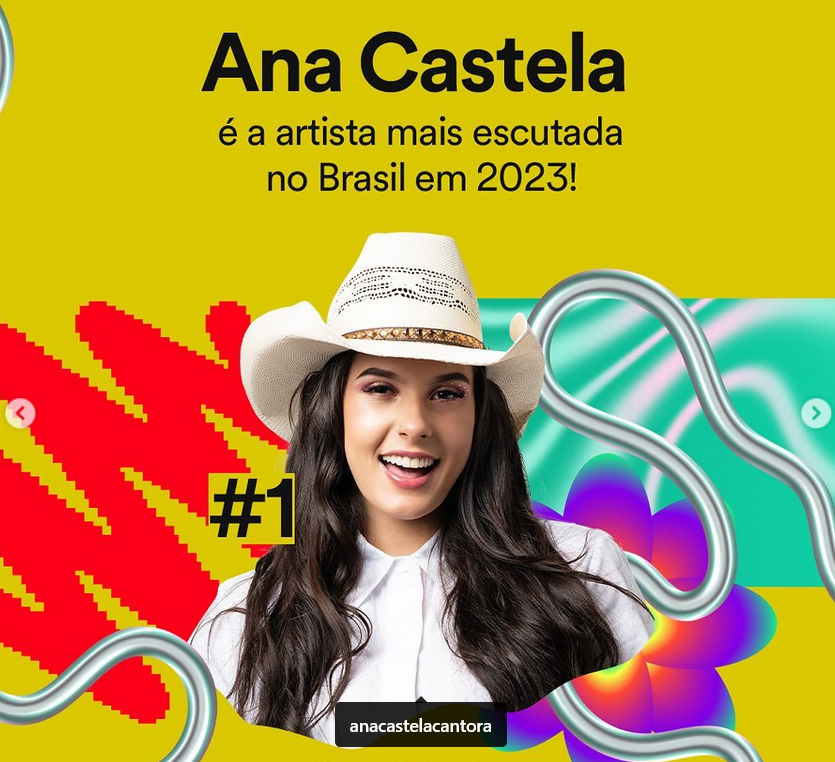 Ana Castela
é a artista mais escutada
no Brasil em 2023!
#1
anacastelacantora